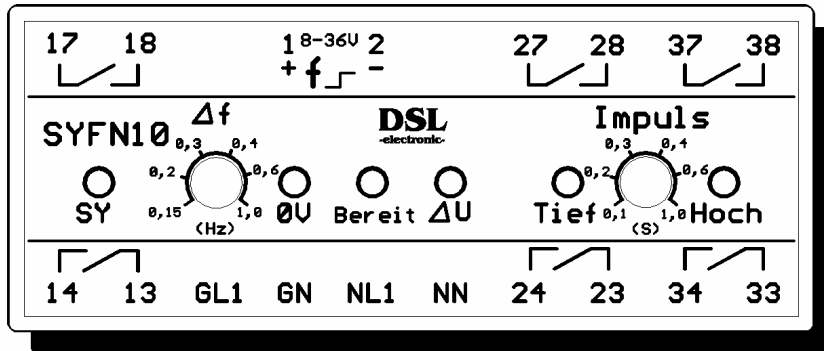 17 18 1 8-36V 2 27 28 37 38
+ f -
Δf DSL Impuls
SYFN10 -electronic-
0,3 0,4 0,3 0,4
0,2 0,6 0,2 0,6
0,15 1,0 0,1 1,0
SY (Hz) 0V Bereit ΔU Tief (S) Hoch
14 13 GL1 GN NL1 NN 24 23 34 33